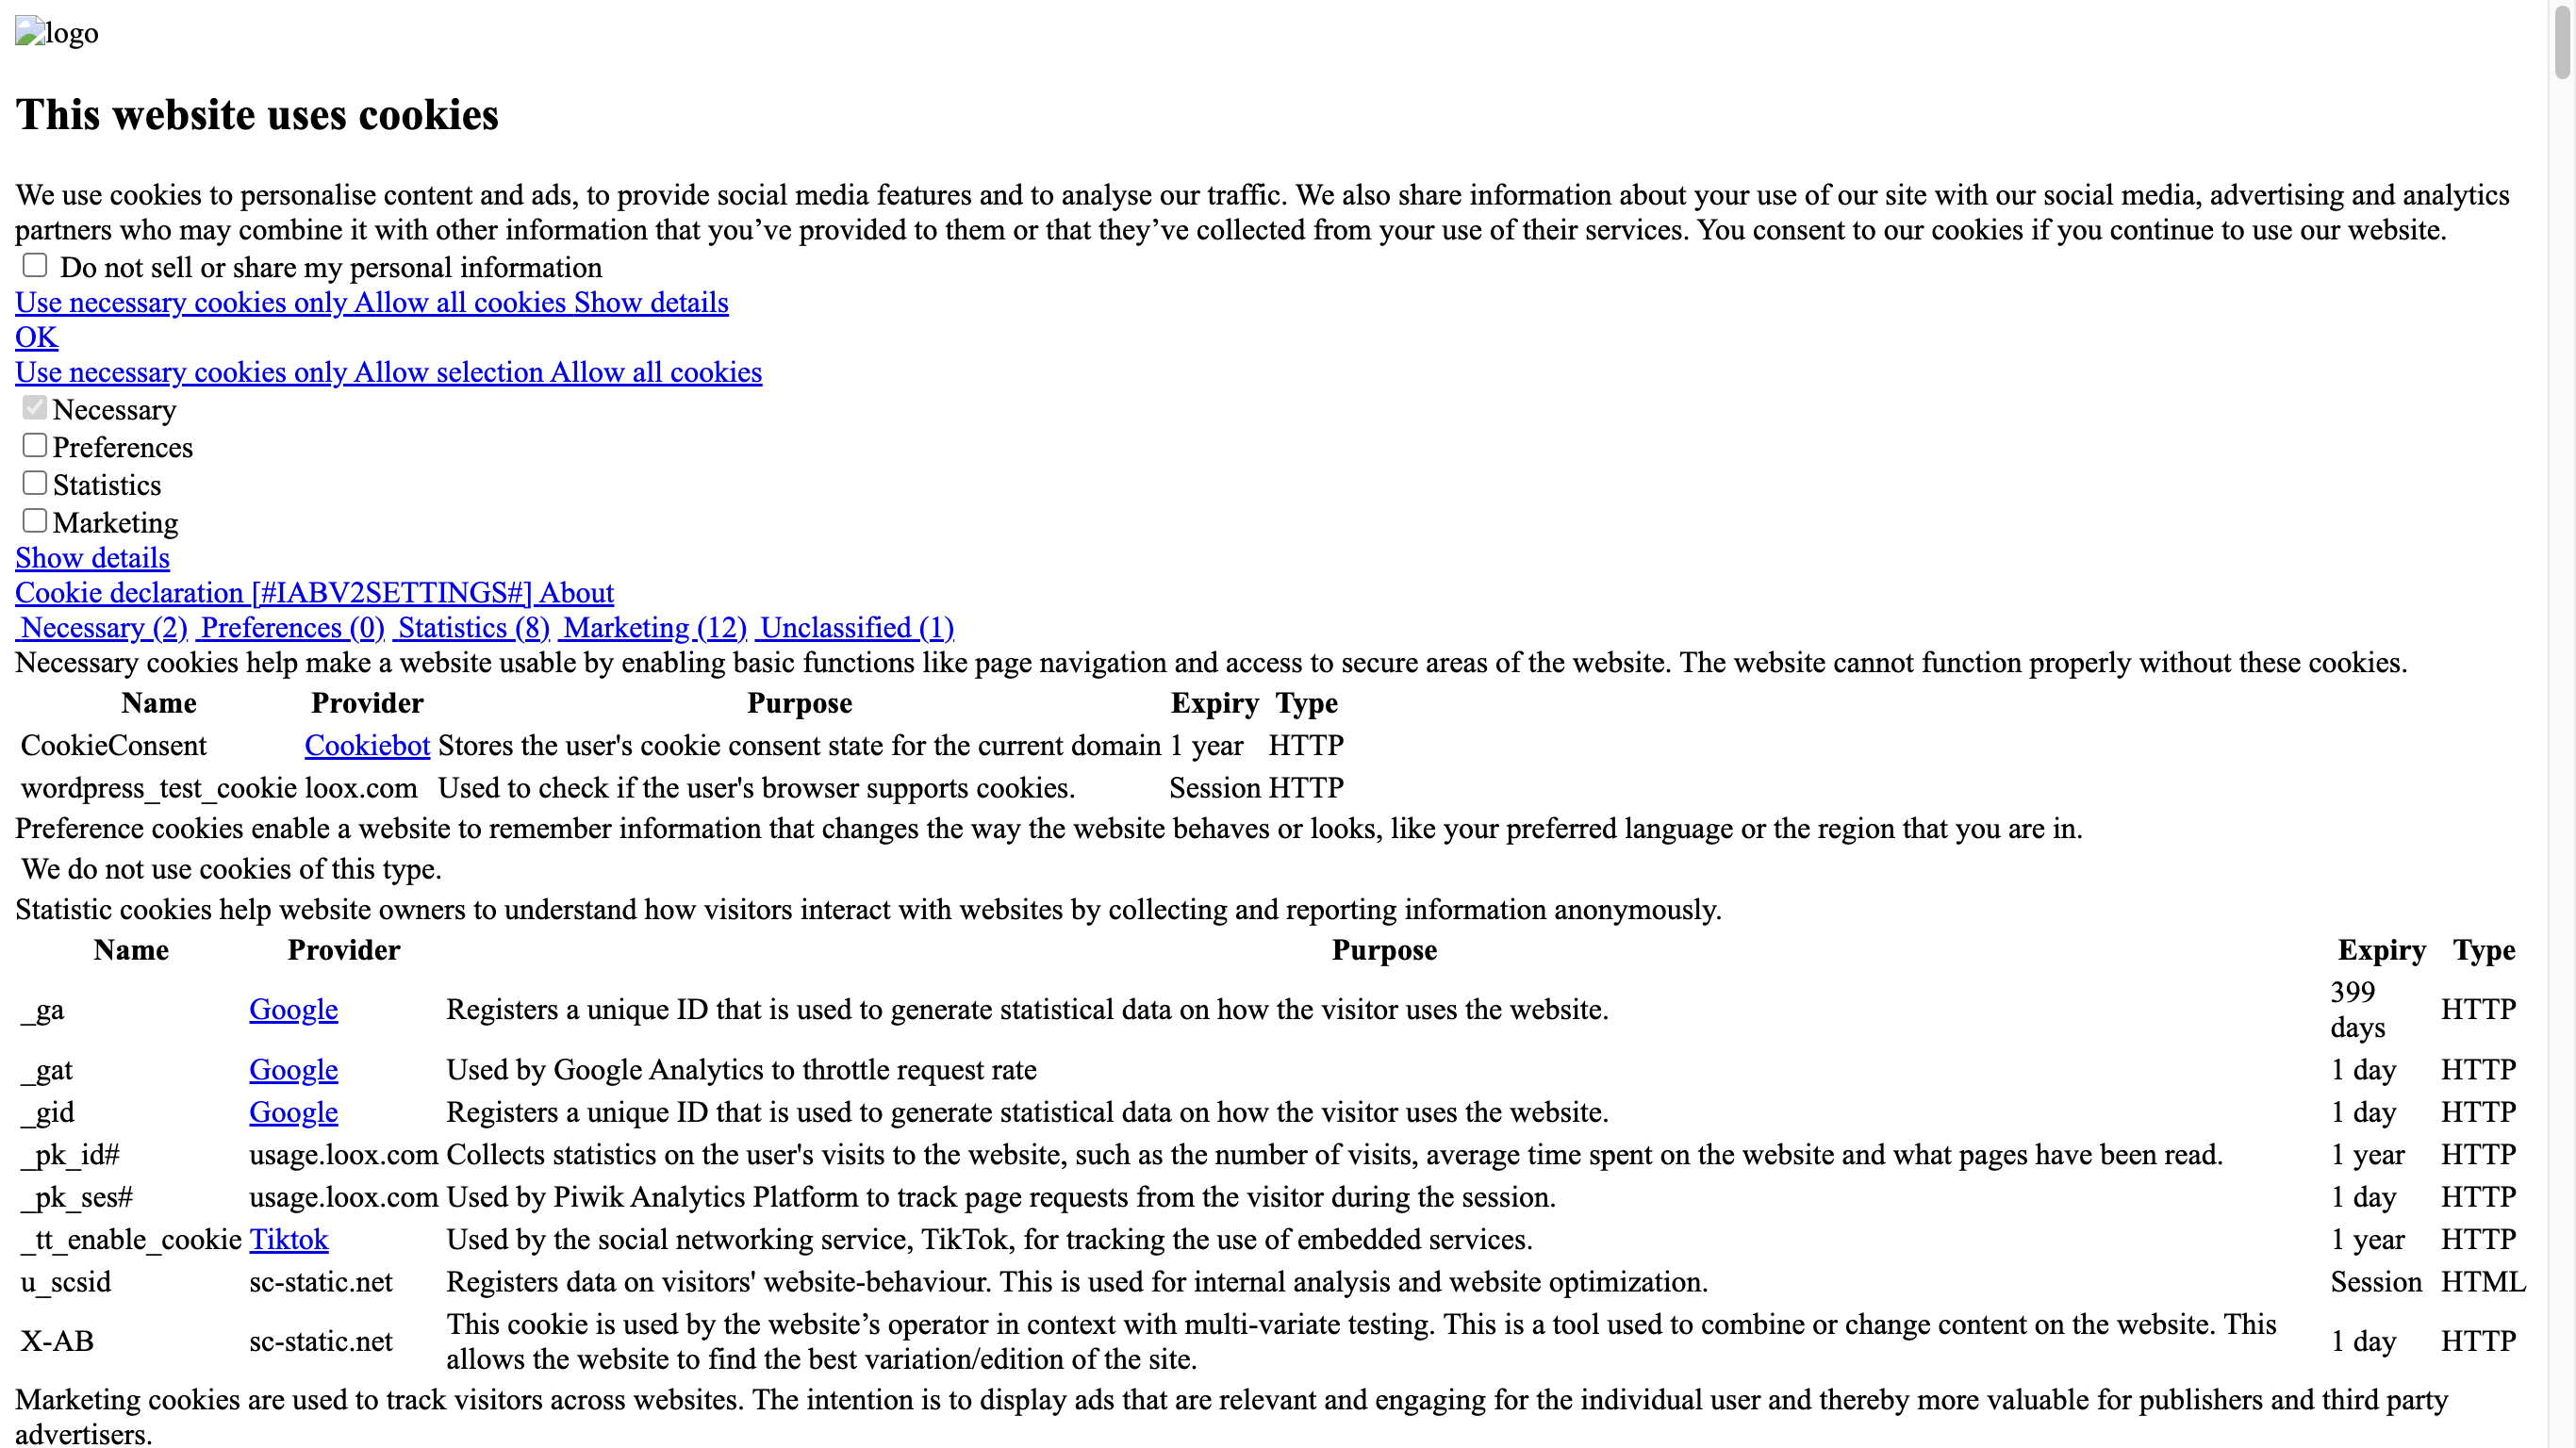 logo
This website uses cookies
We use cookies to personalise content and ads, to provide social media features and to analyse our traffic. We also share information about your use of our site with our social media, advertising and analytics
partners who may combine it with other information that you’ve provided to them or that they’ve collected from your use of their services. You consent to our cookies if you continue to use our website.
Do not sell or share my personal information
Use necessary cookies only Allow all cookies Show details
OK
Use necessary cookies only Allow selection Allow all cookies
Necessary
Preferences
Statistics
Marketing
Show details
Cookie declaration [#IABV2SETTINGS#] About
Necessary (2) Preferences (0) Statistics (8) Marketing (12) Unclassified (1)
Necessary cookies help make a website usable by enabling basic functions like page navigation and access to secure areas of the website. The website cannot function properly without these cookies.
Name Provider Purpose Expiry Type
CookieConsent Cookiebot Stores the user's cookie consent state for the current domain 1 year HTTP
wordpress_test_cookie loox.com Used to check if the user's browser supports cookies. Session HTTP
Preference cookies enable a website to remember information that changes the way the website behaves or looks, like your preferred language or the region that you are in.
We do not use cookies of this type.
Statistic cookies help website owners to understand how visitors interact with websites by collecting and reporting information anonymously.
Name Provider Purpose Expiry Type
_ga Google Registers a unique ID that is used to generate statistical data on how the visitor uses the website. 399 days HTTP
_gat Google Used by Google Analytics to throttle request rate 1 day HTTP
_gid Google Registers a unique ID that is used to generate statistical data on how the visitor uses the website. 1 day HTTP
_pk_id# usage.loox.com Collects statistics on the user's visits to the website, such as the number of visits, average time spent on the website and what pages have been read. 1 year HTTP
_pk_ses# usage.loox.com Used by Piwik Analytics Platform to track page requests from the visitor during the session. 1 day HTTP
_tt_enable_cookie Tiktok Used by the social networking service, TikTok, for tracking the use of embedded services. 1 year HTTP
u_scsid sc-static.net Registers data on visitors' website-behaviour. This is used for internal analysis and website optimization. Session HTML
X-AB sc-static.net This cookie is used by the website’s operator in context with multi-variate testing. This is a tool used to combine or change content on the website. This
allows the website to find the best variation/edition of the site. 1 day HTTP
Marketing cookies are used to track visitors across websites. The intention is to display ads that are relevant and engaging for the individual user and thereby more valuable for publishers and third party
advertisers.